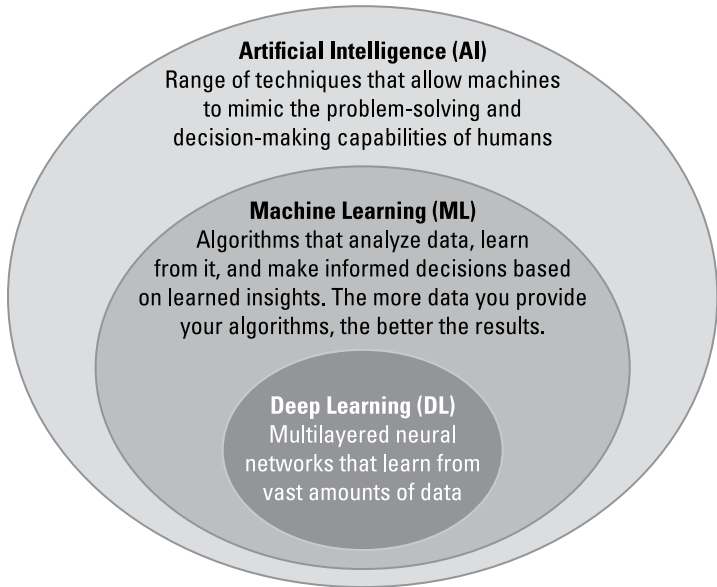 Artificial Intelligence (AI)
Range of techniques that allow machines
to mimic the problem-solving and
decision-making capabilities of humans
Machine Learning (ML)
Algorithms that analyze data, learn
from it, and make informed decisions based
on learned insights. The more data you provide
your algorithms, the better the results.
Deep Learning (DL)
Multilayered neural
networks that learn from
vast amounts of data